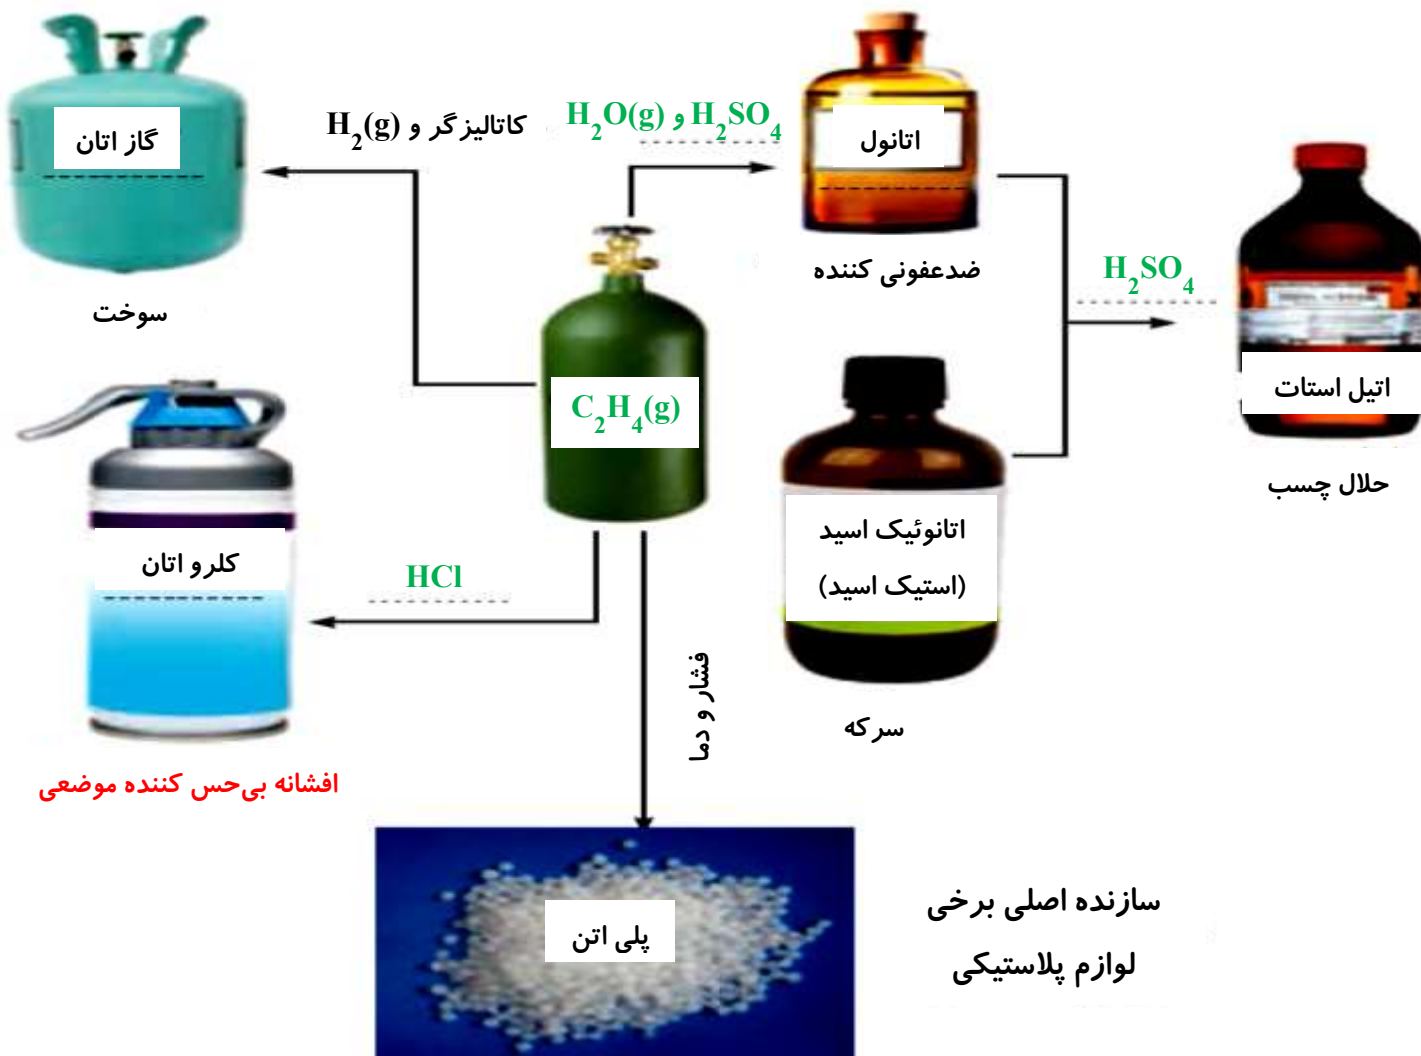 گاز اتان
سوخت
کاتالیزگر و H₂(g)
H₂O(g) و H₂SO₄
اتانول
ضدعفونی کننده
H₂SO₄
اتیل استات
حلال چسب
C₂H₄(g)
اتانوئیک اسید
(استیک اسید)
سرکه
کلرو اتان
HCl
افشانه بی‌حس کننده موضعی
فشار و دما
پلی اتن
سازنده اصلی برخی
لوازم پلاستیکی